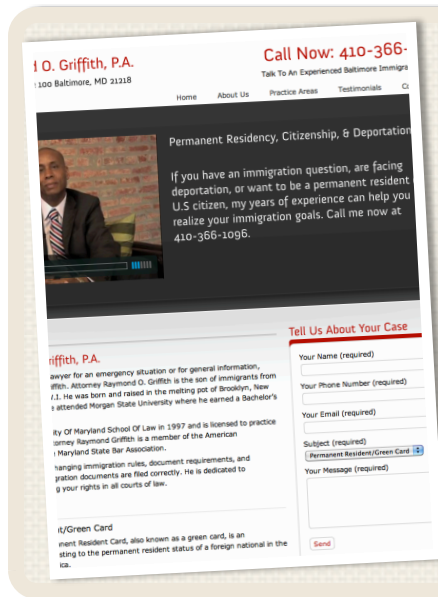 d O. Griffith, P.A.
100 Baltimore, MD 21218
Call Now: 410-366-
Talk To An Experienced Baltimore Immigra
Home About Us Practice Areas Testimonials
Permanent Residency, Citizenship, & Deportation
If you have an immigration question, are facing
deportation, or want to be a permanent resident
U.S citizen, my years of experience can help you
realize your immigration goals. Call me now at
410-366-1096.
riffith, P.A.
awyer for an emergency situation or for general information,
iffith. Attorney Raymond O. Griffith is the son of immigrants from
.I. He was born and raised in the melting pot of Brooklyn, New
attended Morgan State University where he earned a Bachelor's
ity Of Maryland School Of Law in 1997 and is licensed to practice
orney Raymond Griffith is a member of the American
Maryland State Bar Association.
hanging immigration rules, document requirements, and
gration documents are filed correctly. He is dedicated to
g your rights in all courts of law.
nt/Green Card
nent Resident Card, also known as a green card, is an
sting to the permanent resident status of a foreign national in the
ica.
Tell Us About Your Case
Your Name (required)
Your Phone Number (required)
Your Email (required)
Subject (required)
Permanent Resident/Green Card
Your Message (required)
Send